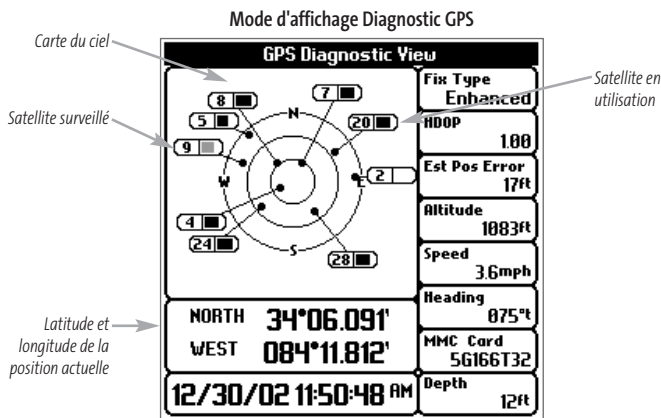 Mode d'affichage Diagnostic GPS
Carte du ciel
GPS Diagnostic View
Satellite surveillé
Satellite en
utilisation
8
7
5
20
9
2
4
24
28
N
W
E
S
Fix Type
Enhanced
HDOP
1.00
Est Pos Error
17ft
Altitude
1083ft
Speed
3.6mph
Heading
075°t
MMC Card
5G166T32
Depth
12ft
Latitude et
longitude de la
position actuelle
NORTH 34°06.091'
WEST 084°11.812'
12/30/02 11:50:48 AM